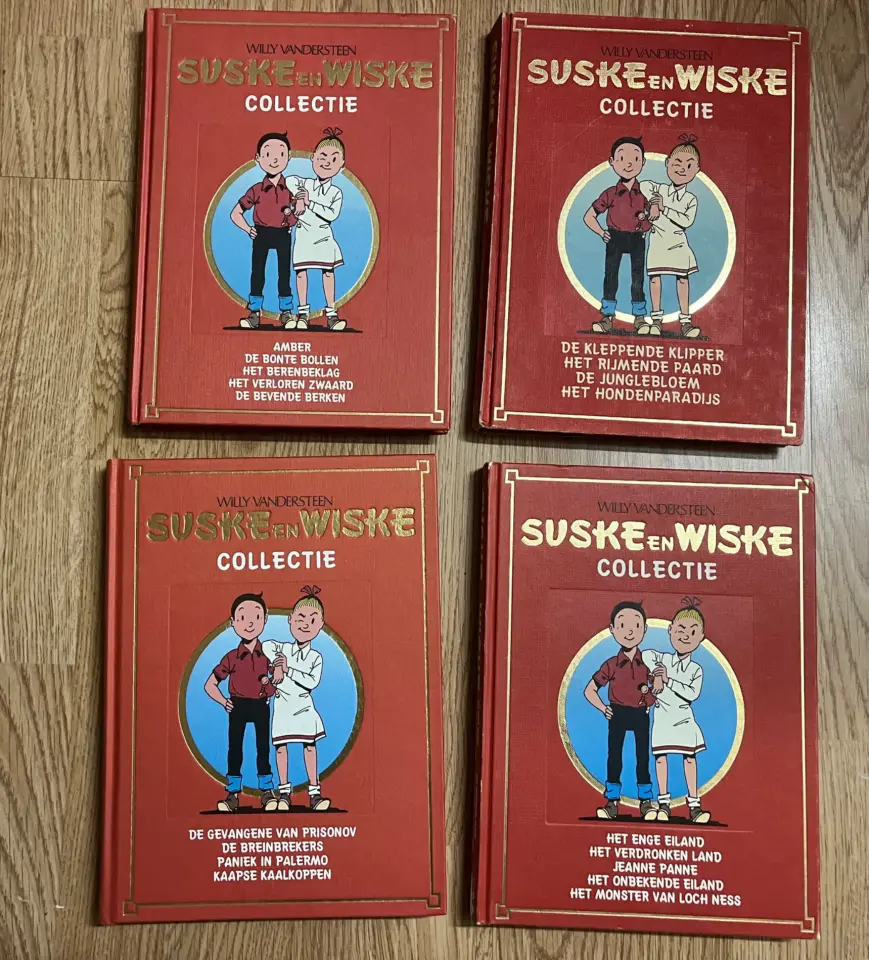 WILLY VANDERSTEEN
SUSKE EN WISKE
COLLECTIE
AMBER
DE BONTE BOLLEN
HET BERENBEKLAG
HET VERLOREN ZWAARD
DE BEVENDE BERKEN
WILLY VANDERSTEEN
SUSKE EN WISKE
COLLECTIE
DE KLEPPENDE KLIPPER
HET RIJMENDE PAARD
DE JUNGLEBLOEM
HET HONDENPARADIJS
WILLY VANDERSTEEN
SUSKE EN WISKE
COLLECTIE
DE GEVANGENE VAN PRISONOV
DE BREINBREKERS
PANIEK IN PALERMO
KAAPSE KAALKOPPEN
WILLY VANDERSTEEN
SUSKE EN WISKE
COLLECTIE
HET ENGE EILAND
HET VERDRONKEN LAND
JEANNE PANNE
HET ONBEKENDE EILAND
HET MONSTER VAN LOCH NESS